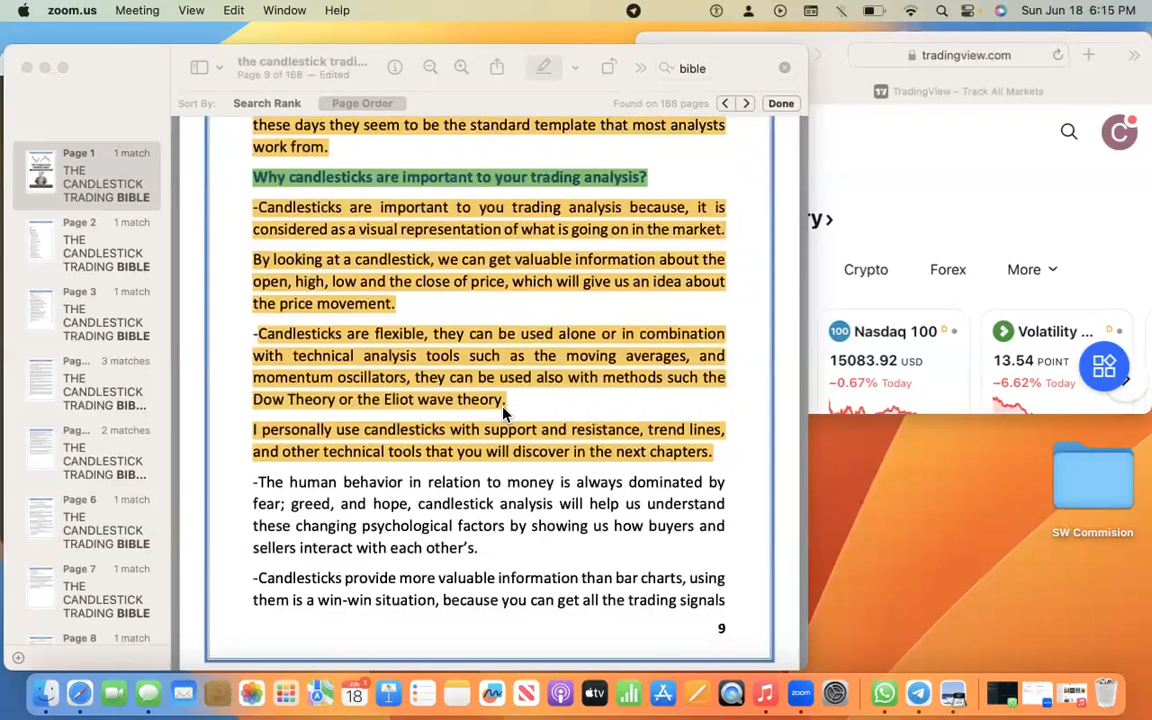 zoom.us Meeting View Edit Window Help
Sun Jun 18 6:15 PM
the candlestick tradi...
Page 9 of 168 — Edited
bible
Sort By: Search Rank Page Order
Found on 168 pages
Done
Page 1 1 match
THE
CANDLESTICK
TRADING BIBLE
Page 2 1 match
THE
CANDLESTICK
TRADING BIBLE
Page 3 1 match
THE
CANDLESTICK
TRADING BIBLE
Pag... 3 matches
THE
CANDLESTICK
TRADING BIB...
Pag... 2 matches
THE
CANDLESTICK
TRADING BIB...
Page 6 1 match
THE
CANDLESTICK
TRADING BIBLE
Page 7 1 match
THE
CANDLESTICK
TRADING BIBLE
Page 8 1 match
these days they seem to be the standard template that most analysts
work from.
Why candlesticks are important to your trading analysis?
-Candlesticks are important to you trading analysis because, it is
considered as a visual representation of what is going on in the market.
By looking at a candlestick, we can get valuable information about the
open, high, low and the close of price, which will give us an idea about
the price movement.
-Candlesticks are flexible, they can be used alone or in combination
with technical analysis tools such as the moving averages, and
momentum oscillators, they can be used also with methods such the
Dow Theory or the Eliot wave theory.
I personally use candlesticks with support and resistance, trend lines,
and other technical tools that you will discover in the next chapters.
-The human behavior in relation to money is always dominated by
fear; greed, and hope, candlestick analysis will help us understand
these changing psychological factors by showing us how buyers and
sellers interact with each other's.
-Candlesticks provide more valuable information than bar charts, using
them is a win-win situation, because you can get all the trading signals
9
tradingview.com
TradingView – Track All Markets
C
ry›
Crypto Forex More
100 Nasdaq 100 D
15083.92 USD
−0.67% Today
Volatility ... D
13.54 POINT
−6.62% Today
SW Commision
18
tv
zoom